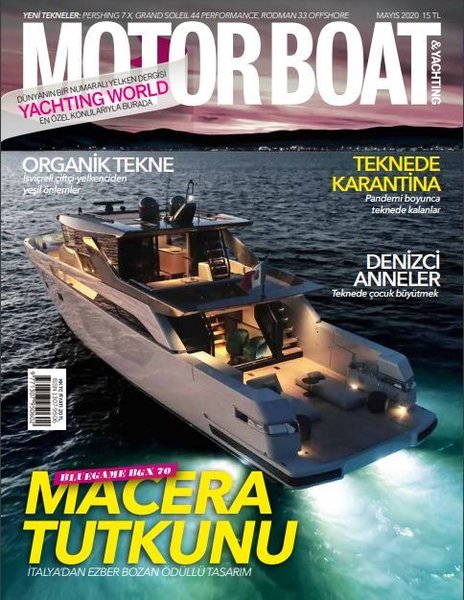 YENİ TEKNELER: PERSHING 7 X, GRAND SOLEIL 44 PERFORMANCE, RODMAN 33 OFFSHORE
MAYIS 2020 15 TL
MOTOR BOAT
& YACHTING
DÜNYANIN BİR NUMARALI YELKEN DERGİSİ
YACHTING WORLD
EN ÖZEL KONULARIYLA BURADA
ORGANİK TEKNE
İsviçreli çiftçi-yelkenciden
yeşil önlemler
TEKNEDE
KARANTİNA
Pandemi boyunca
teknede kalanlar
DENİZCİ
ANNELER
Teknede çocuk büyütmek
BLUEGAME BGX 70
MACERA
TUTKUNU
İTALYA'DAN EZBER BOZAN ÖDÜLLÜ TASARIM